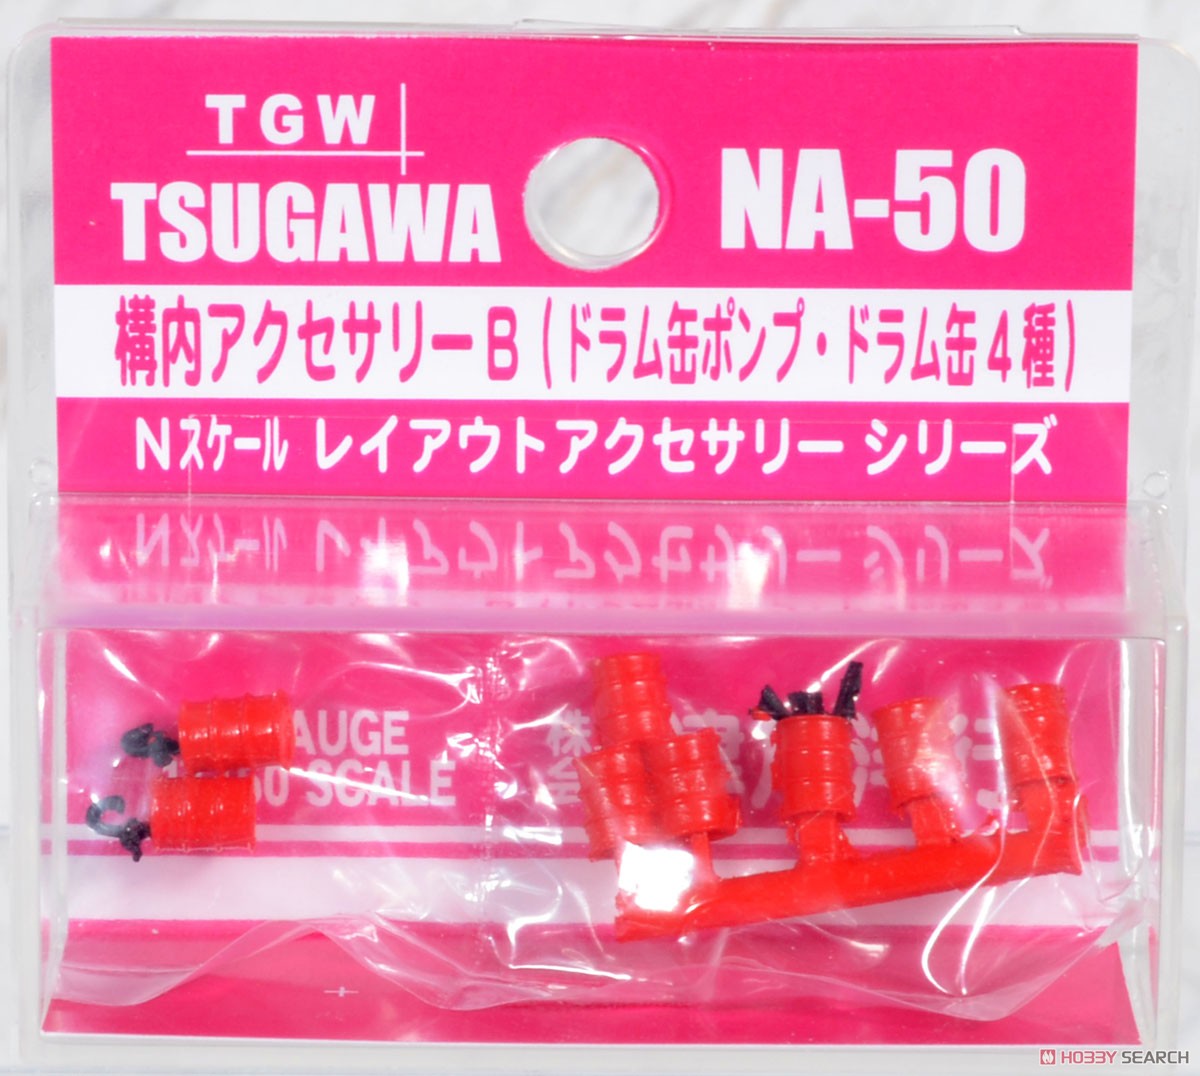 TGW
TSUGAWA
NA-50
構内アクセサリーB(ドラム缶ポンプ・ドラム缶4種)
Nスケール レイアウトアクセサリー シリーズ
SCALE
HOBBY SEARCH